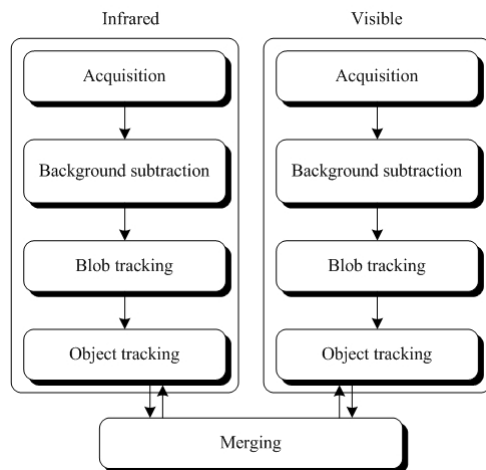 Infrared
Acquisition
Background subtraction
Blob tracking
Object tracking
Visible
Acquisition
Background subtraction
Blob tracking
Object tracking
Merging